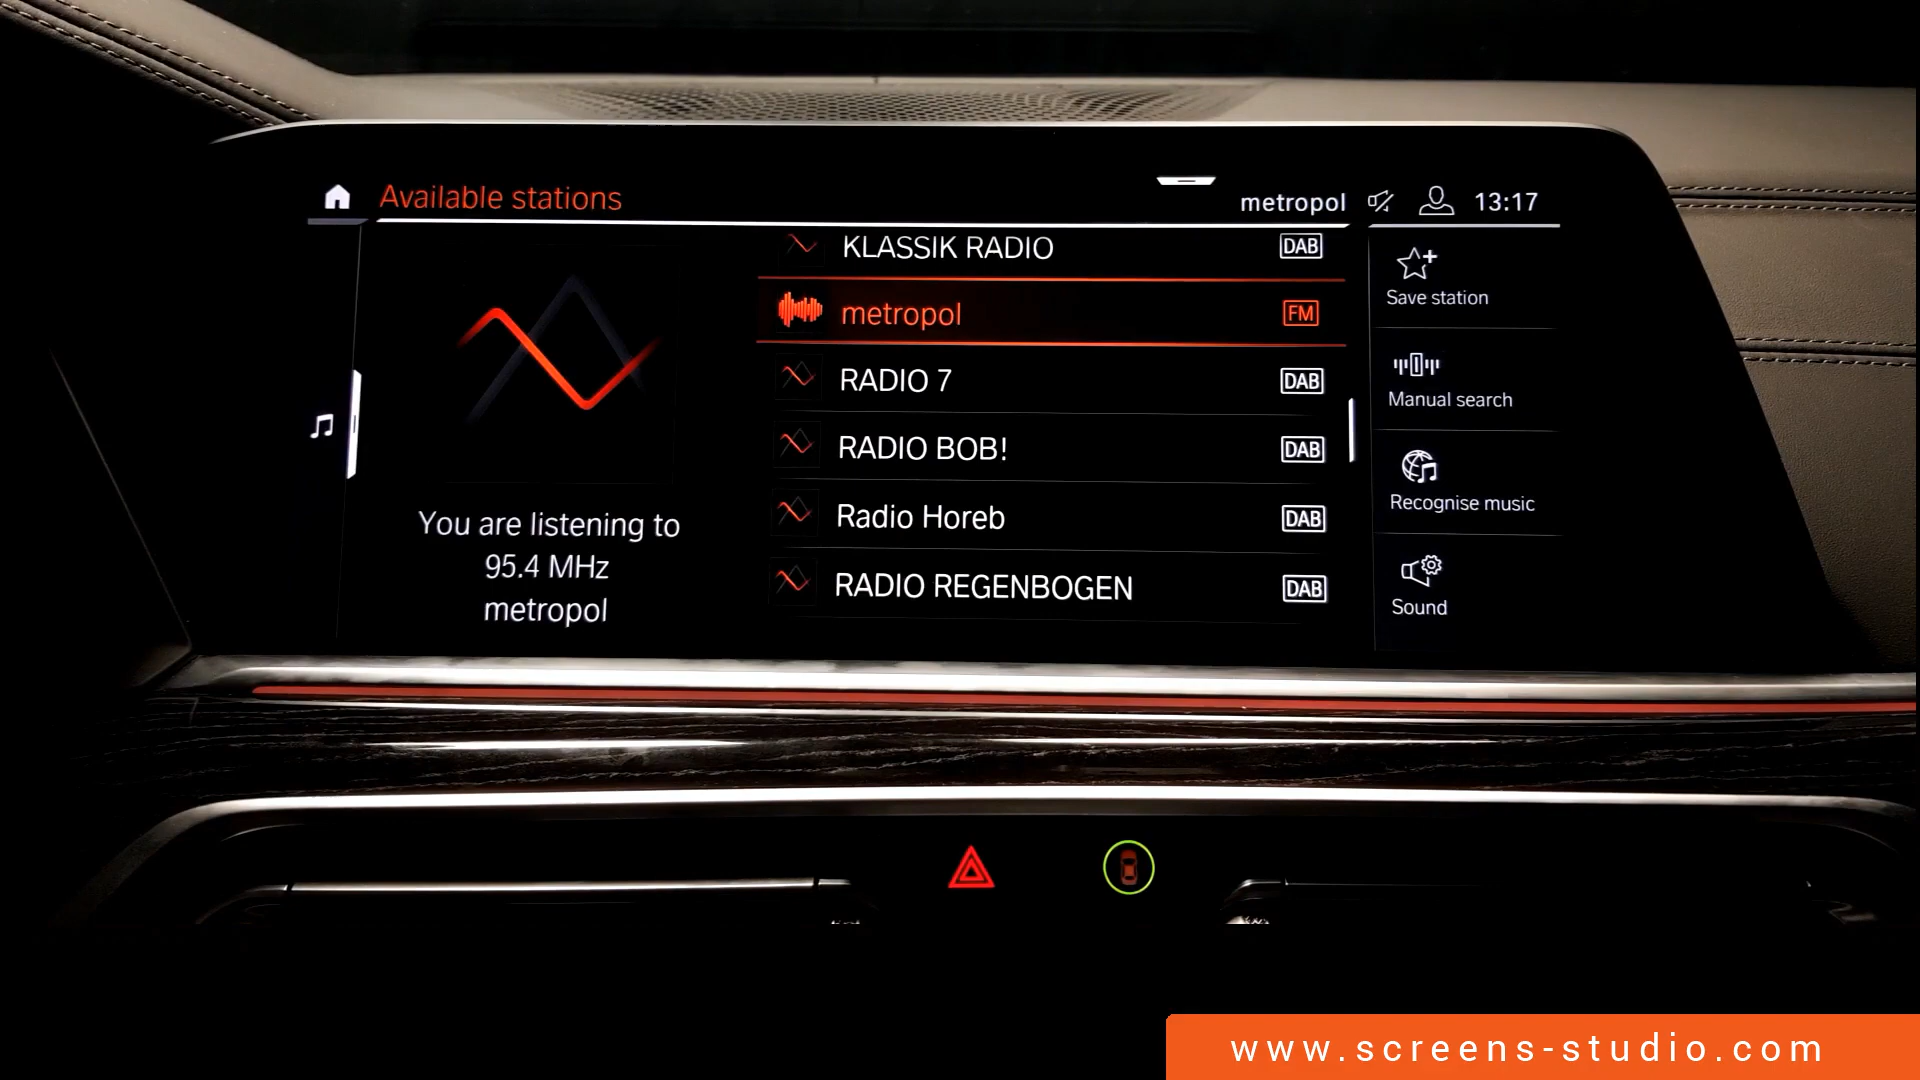 Available stations
metropol
13:17
KLASSIK RADIO
DAB
metropol
FM
RADIO 7
DAB
RADIO BOB!
DAB
Radio Horeb
DAB
RADIO REGENBOGEN
DAB
You are listening to
95.4 MHz
metropol
Save station
Manual search
Recognise music
Sound
www.screens-studio.com